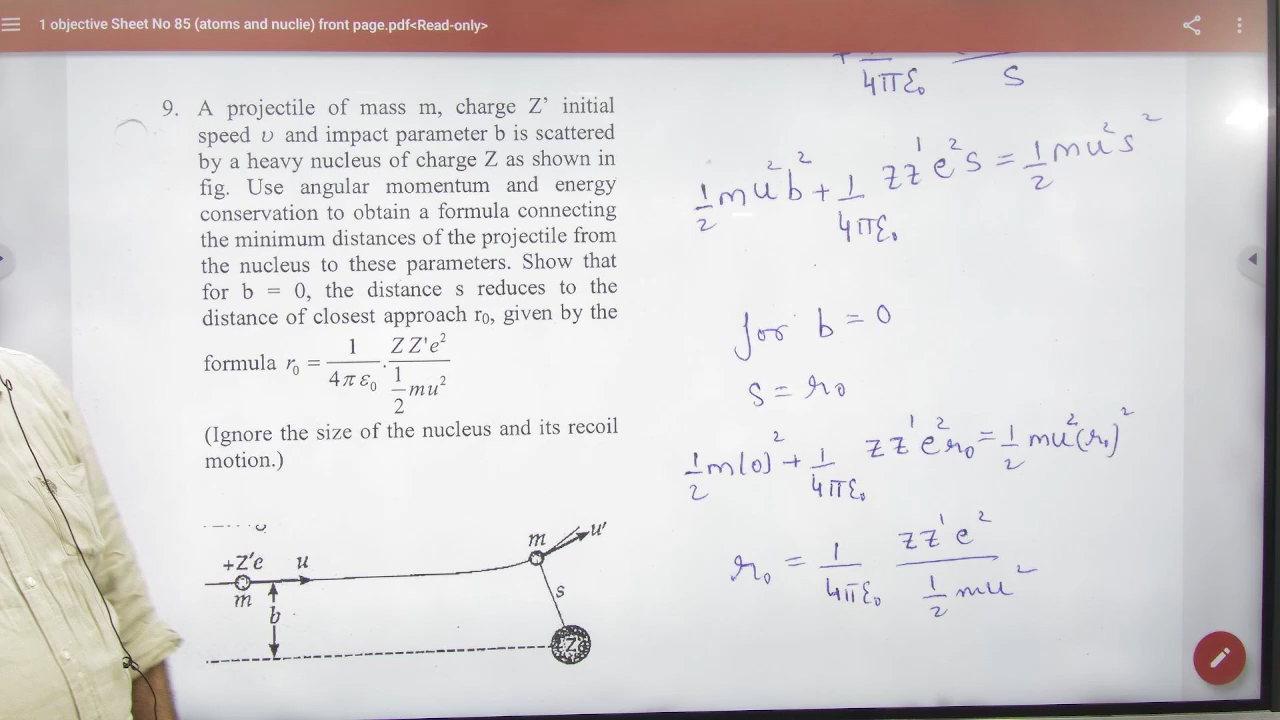 1 objective Sheet No 85 (atoms and nuclie) front page.pdf<Read-only>
9. A projectile of mass m, charge Z’ initial
speed υ and impact parameter b is scattered
by a heavy nucleus of charge Z as shown in
fig. Use angular momentum and energy
conservation to obtain a formula connecting
the minimum distances of the projectile from
the nucleus to these parameters. Show that
for b = 0, the distance s reduces to the
distance of closest approach r₀, given by the
formula r₀ = 1/(4π ε₀) . Z Z'e²/(1/2 mu²)
(Ignore the size of the nucleus and its recoil
motion.)
+Z'e u
m
b
m u'
s
Z
4πε₀ s
1/2 mu²b² + 1/4πε₀ ZZ'e²s = 1/2 mu²s²
for b = 0
s = r₀
1/2 m(0)² + 1/4πε₀ ZZ'e²r₀ = 1/2 mu²(r₀)²
r₀ = 1/4πε₀ ZZ'e²/(1/2 mu²)